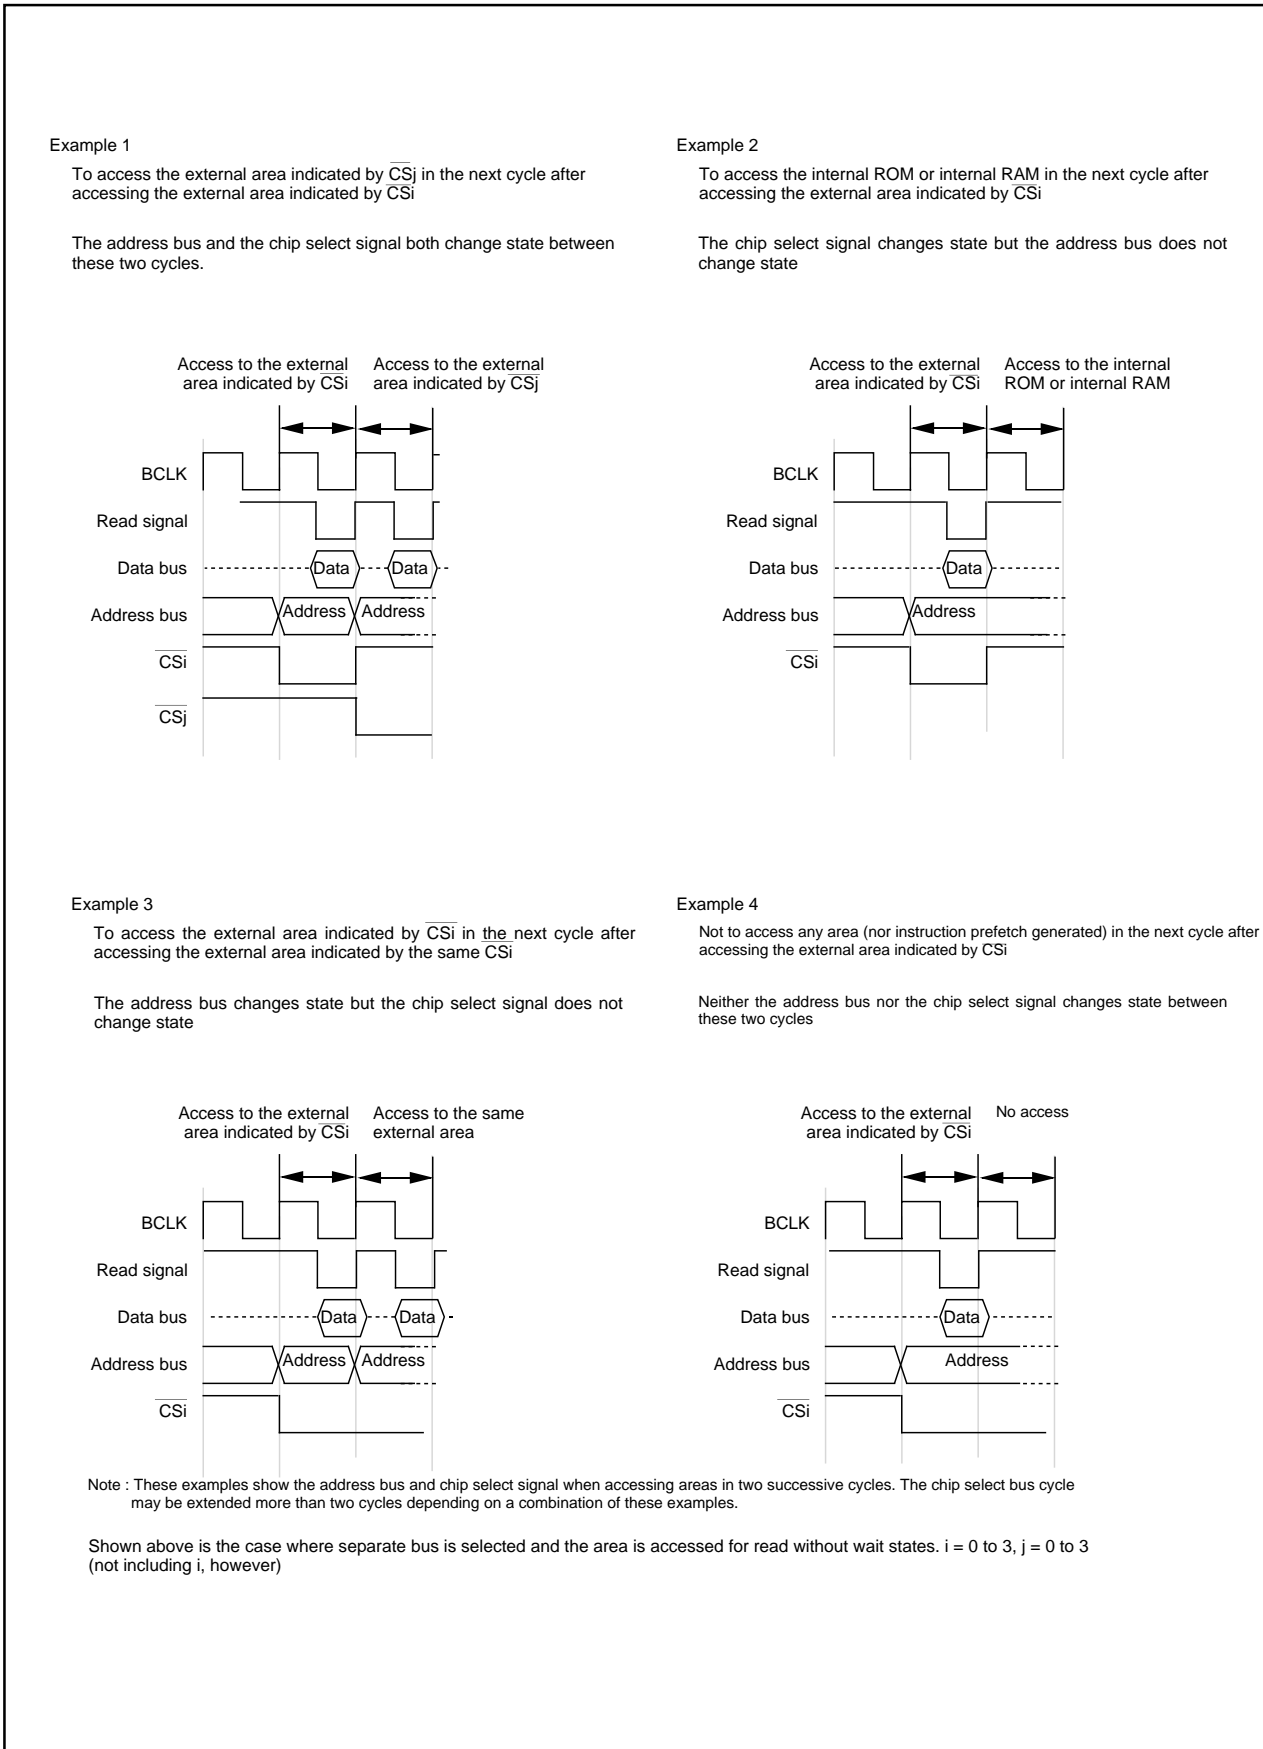 Example 1
To access the external area indicated by CSj in the next cycle after
accessing the external area indicated by CSi
The address bus and the chip select signal both change state between
these two cycles.
Access to the external
area indicated by CSi
Access to the external
area indicated by CSj
BCLK
Read signal
Data bus
Data
Data
Address bus
Address
Address
CSi
CSj
Example 2
To access the internal ROM or internal RAM in the next cycle after
accessing the external area indicated by CSi
The chip select signal changes state but the address bus does not
change state
Access to the external
area indicated by CSi
Access to the internal
ROM or internal RAM
BCLK
Read signal
Data bus
Data
Address bus
Address
CSi
Example 3
To access the external area indicated by CSi in the next cycle after
accessing the external area indicated by the same CSi
The address bus changes state but the chip select signal does not
change state
Access to the external
area indicated by CSi
Access to the same
external area
BCLK
Read signal
Data bus
Data
Data
Address bus
Address
Address
CSi
Example 4
Not to access any area (nor instruction prefetch generated) in the next cycle after
accessing the external area indicated by CSi
Neither the address bus nor the chip select signal changes state between
these two cycles
Access to the external
area indicated by CSi
No access
BCLK
Read signal
Data bus
Data
Address bus
Address
CSi
Note : These examples show the address bus and chip select signal when accessing areas in two successive cycles. The chip select bus cycle
may be extended more than two cycles depending on a combination of these examples.
Shown above is the case where separate bus is selected and the area is accessed for read without wait states. i = 0 to 3, j = 0 to 3
(not including i, however)